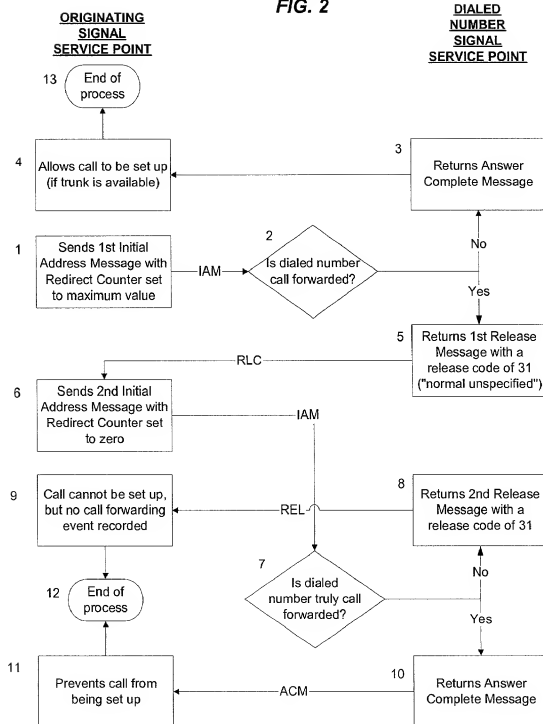 FIG. 2
ORIGINATING
SIGNAL
SERVICE POINT
DIALED
NUMBER
SIGNAL
SERVICE POINT
13
End of
process
4
Allows call to be set up
(if trunk is available)
3
Returns Answer
Complete Message
1
Sends 1st Initial
Address Message with
Redirect Counter set
to maximum value
IAM
2
Is dialed number
call forwarded?
No
Yes
5
Returns 1st Release
Message with a
release code of 31
("normal unspecified")
RLC
6
Sends 2nd Initial
Address Message with
Redirect Counter set
to zero
IAM
9
Call cannot be set up,
but no call forwarding
event recorded
REL
8
Returns 2nd Release
Message with a
release code of 31
7
Is dialed
number truly call
forwarded?
No
Yes
12
End of
process
11
Prevents call from
being set up
ACM
10
Returns Answer
Complete Message